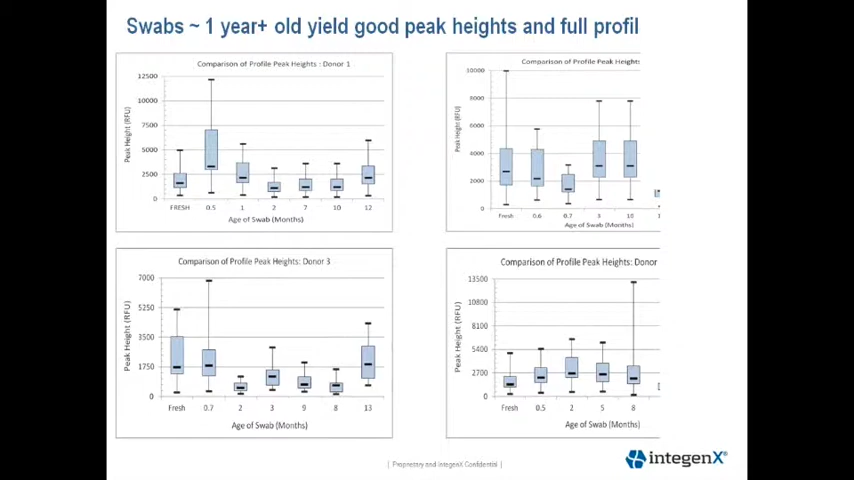 Swabs ~ 1 year+ old yield good peak heights and full profil
Comparison of Profile Peak Heights : Donor 1
Peak Height (RFU)
12500
10000
7500
5000
2500
0
FRESH 0.5 1 2 7 10 12
Age of Swab (Months)
Comparison of Profile Peak Heights:
Peak Height (RFU)
10000
8000
6000
4000
2000
0
Fresh 0.6 0.7 3 10 1
Age of Swab (Months)
Comparison of Profile Peak Heights: Donor 3
Peak Height (RFU)
7000
5250
3500
1750
0
Fresh 0.7 2 3 9 8 13
Age of Swab (Months)
Comparison of Profile Peak Heights: Donor
Peak Height (RFU)
13500
10800
8100
5400
2700
0
Fresh 0.5 2 5 8
Age of Swab (Months)
| Proprietary and IntegenX Confidential |
integenX®